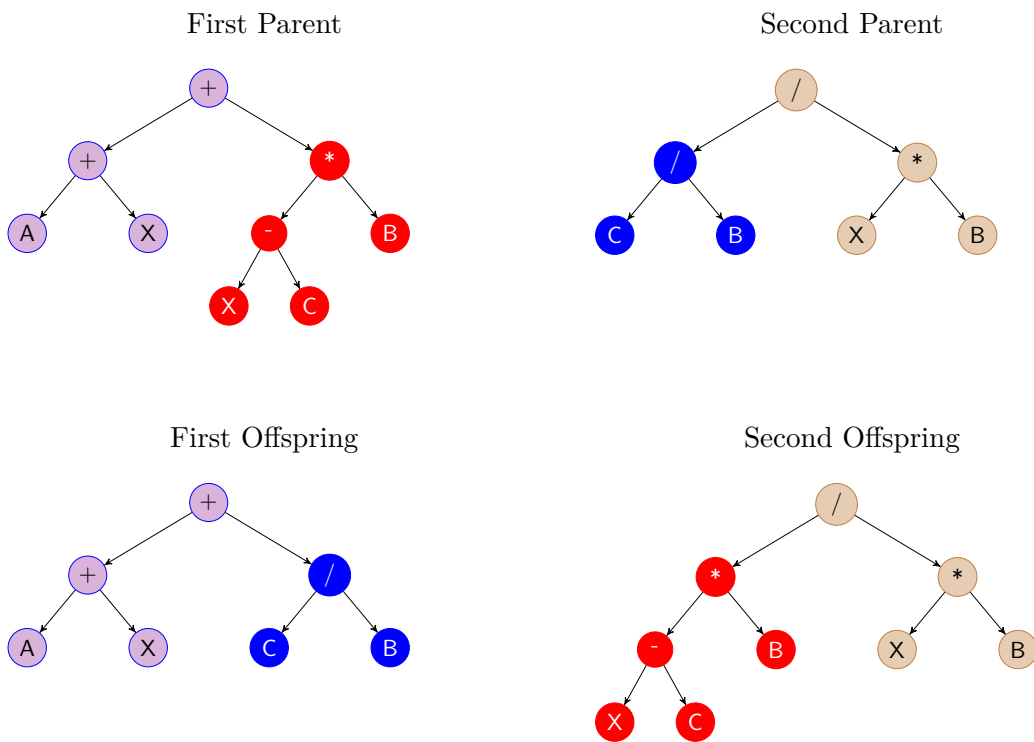 First Parent
Second Parent
+
/
+
*
/
*
A
X
-
B
C
B
X
B
X
C
First Offspring
Second Offspring
+
/
+
/
*
*
A
X
C
B
-
B
X
B
X
C